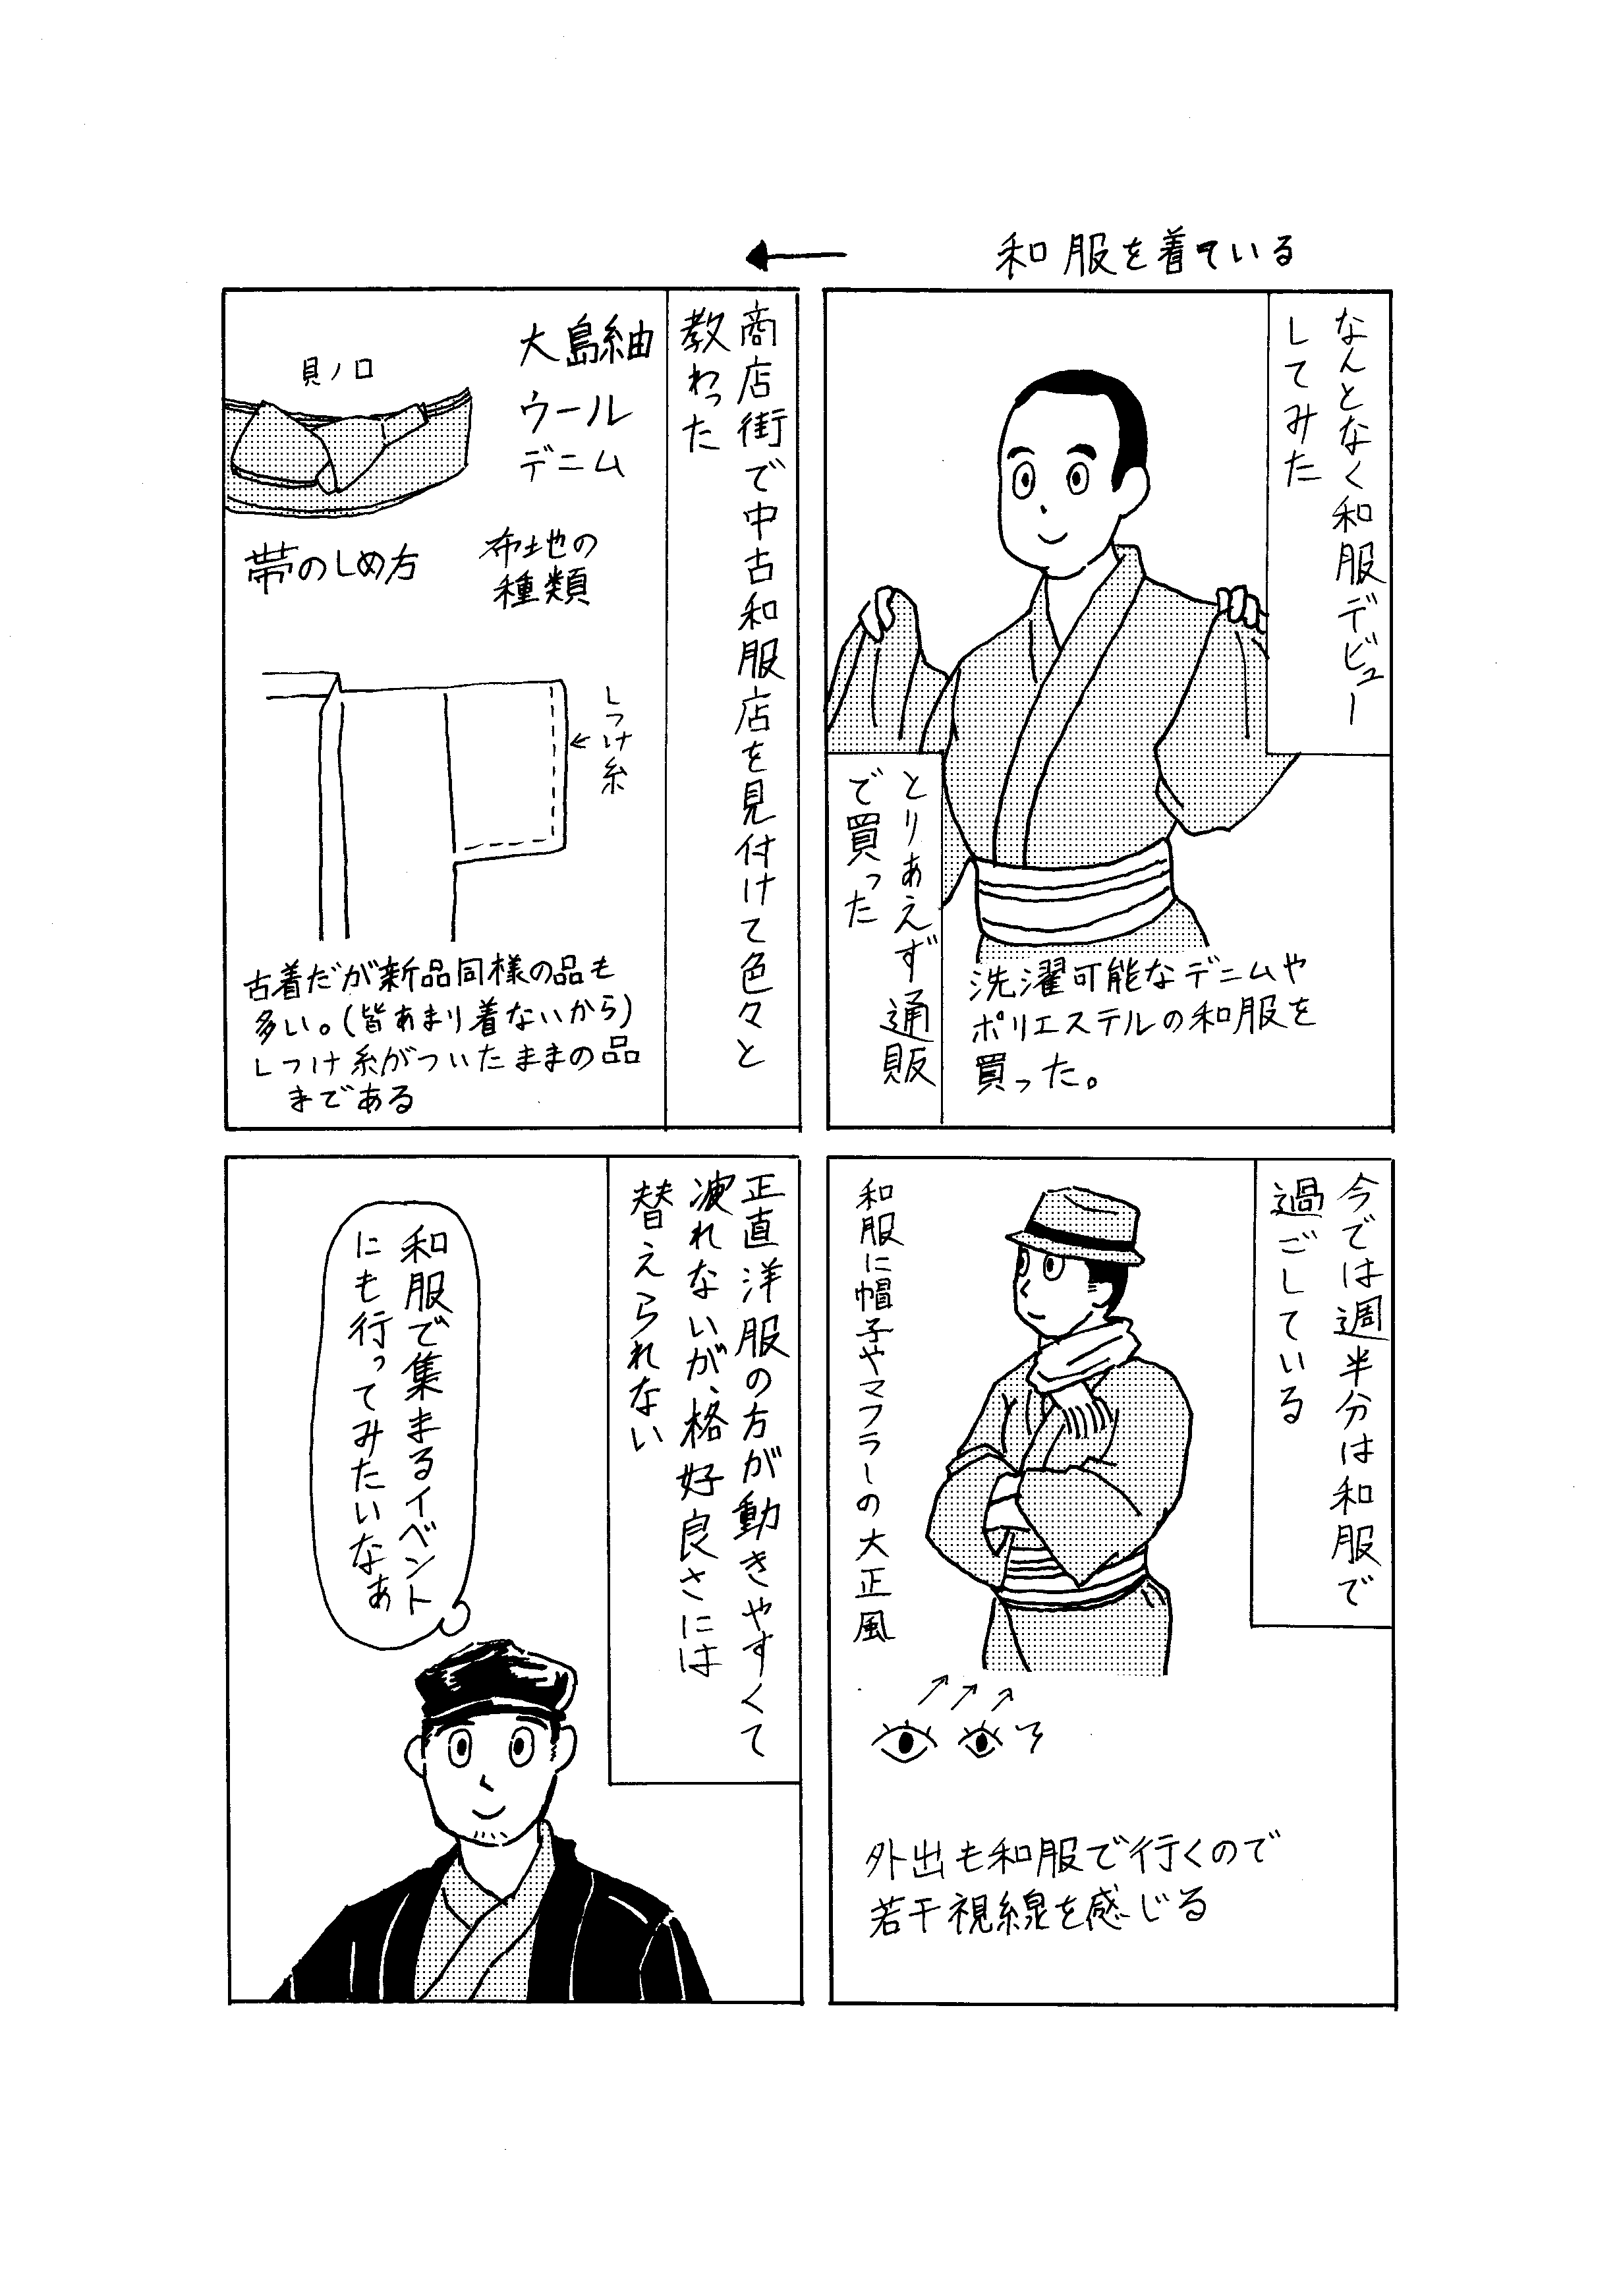 和服を着ている
なんとなく和服デビュー
してみた
とりあえず通販
で買った
洗濯可能なデニムや
ポリエステルの和服を
買った。
商店街で中古和服店を見付けて色々と
教わった
大島紬
ウール
デニム
布地の
種類
貝ノ口
帯のしめ方
しつけ糸
古着だが新品同様の品も
多い。(皆あまり着ないから)
しつけ糸がついたままの品
まである
今では週半分は和服で
過ごしている
和服に帽子やマフラーの大正風
外出も和服で行くので
若干視線を感じる
正直洋服の方が動きやすくて
疲れないが、格好良さには
替えられない
和服で集まるイベント
にも行ってみたいなぁ